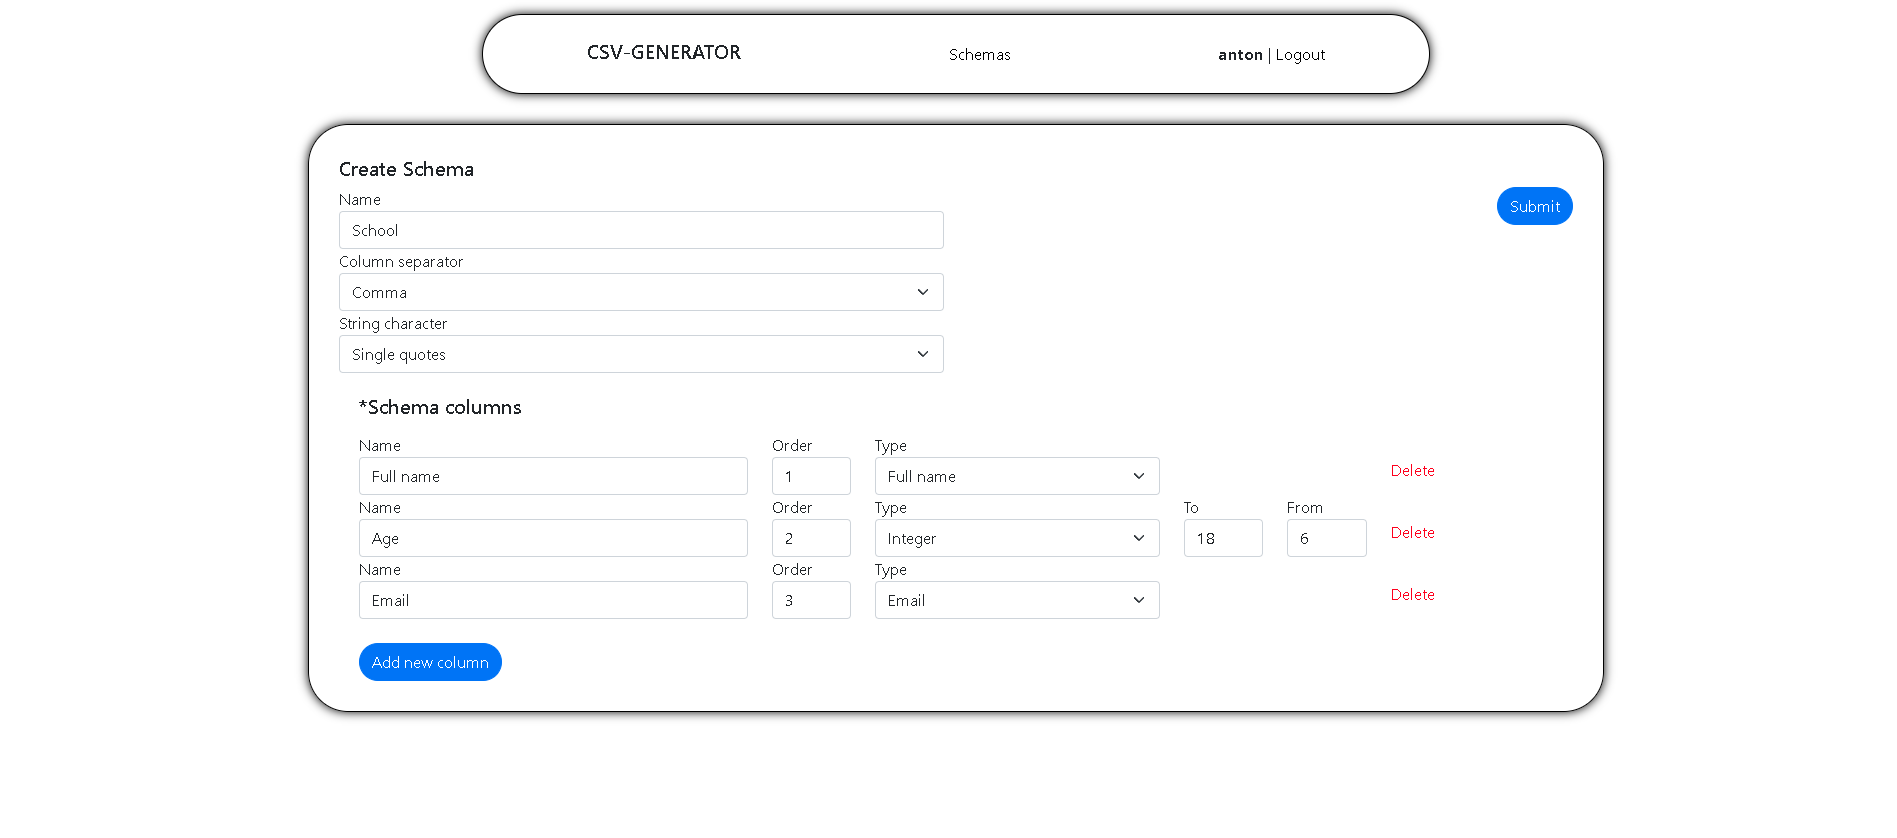 CSV-GENERATOR Schemas anton | Logout
Create Schema
Name
Submit
School
Column separator
Comma
String character
Single quotes
*Schema columns
Name Order Type
Full name 1 Full name Delete
Name Order Type To From
Age 2 Integer 18 6 Delete
Name Order Type
Email 3 Email Delete
Add new column